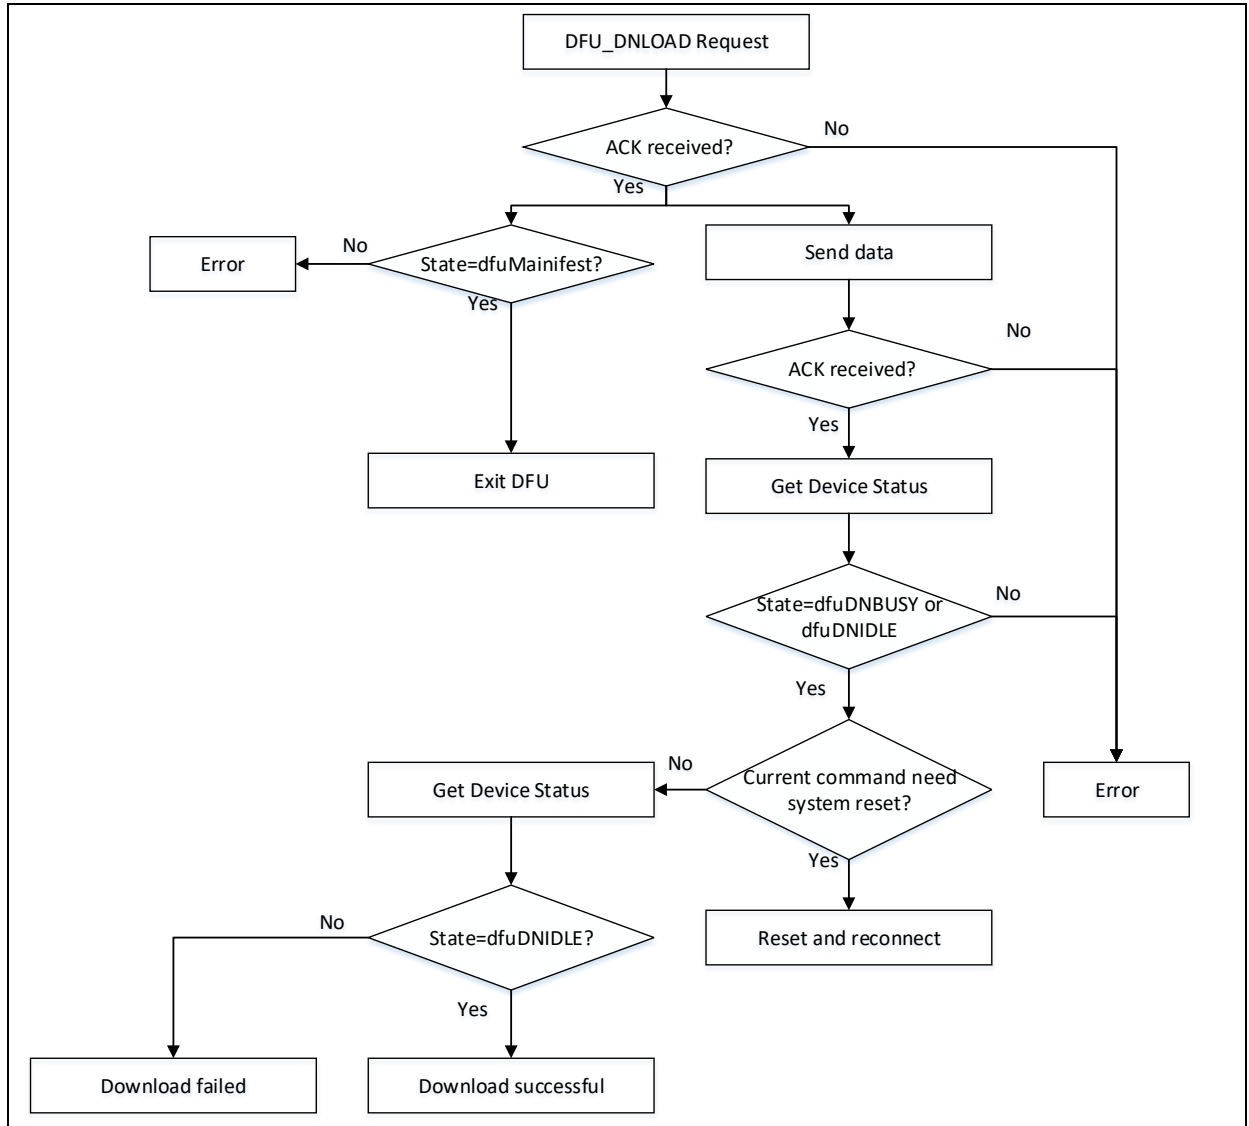 DFU_DNLOAD Request
No
ACK received?
Yes
No
Error
State=dfuMainifest?
Send data
Yes
No
ACK received?
Yes
Exit DFU
Get Device Status
No
State=dfuDNBUSY or
dfuDNIDLE
Yes
No
Current command need
system reset?
Get Device Status
Error
Yes
No
State=dfuDNIDLE?
Reset and reconnect
Yes
Download failed
Download successful